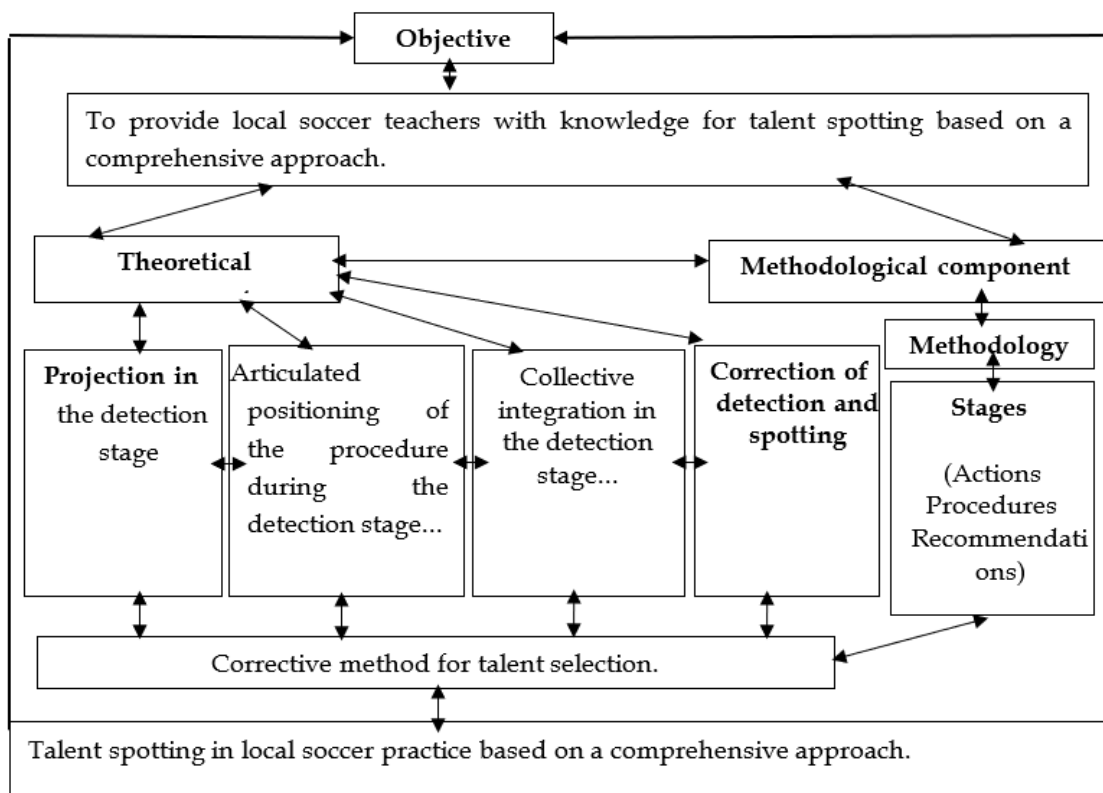 Objective
To provide local soccer teachers with knowledge for talent spotting based on a
comprehensive approach.
Theoretical
Methodological component
Methodology
Projection in
the detection
stage
Articulated
positioning of
the procedure
during the
detection stage...
Collective
integration in
the detection
stage...
Correction of
detection and
spotting
Stages
(Actions
Procedures
Recommendati
ons)
Corrective method for talent selection.
Talent spotting in local soccer practice based on a comprehensive approach.